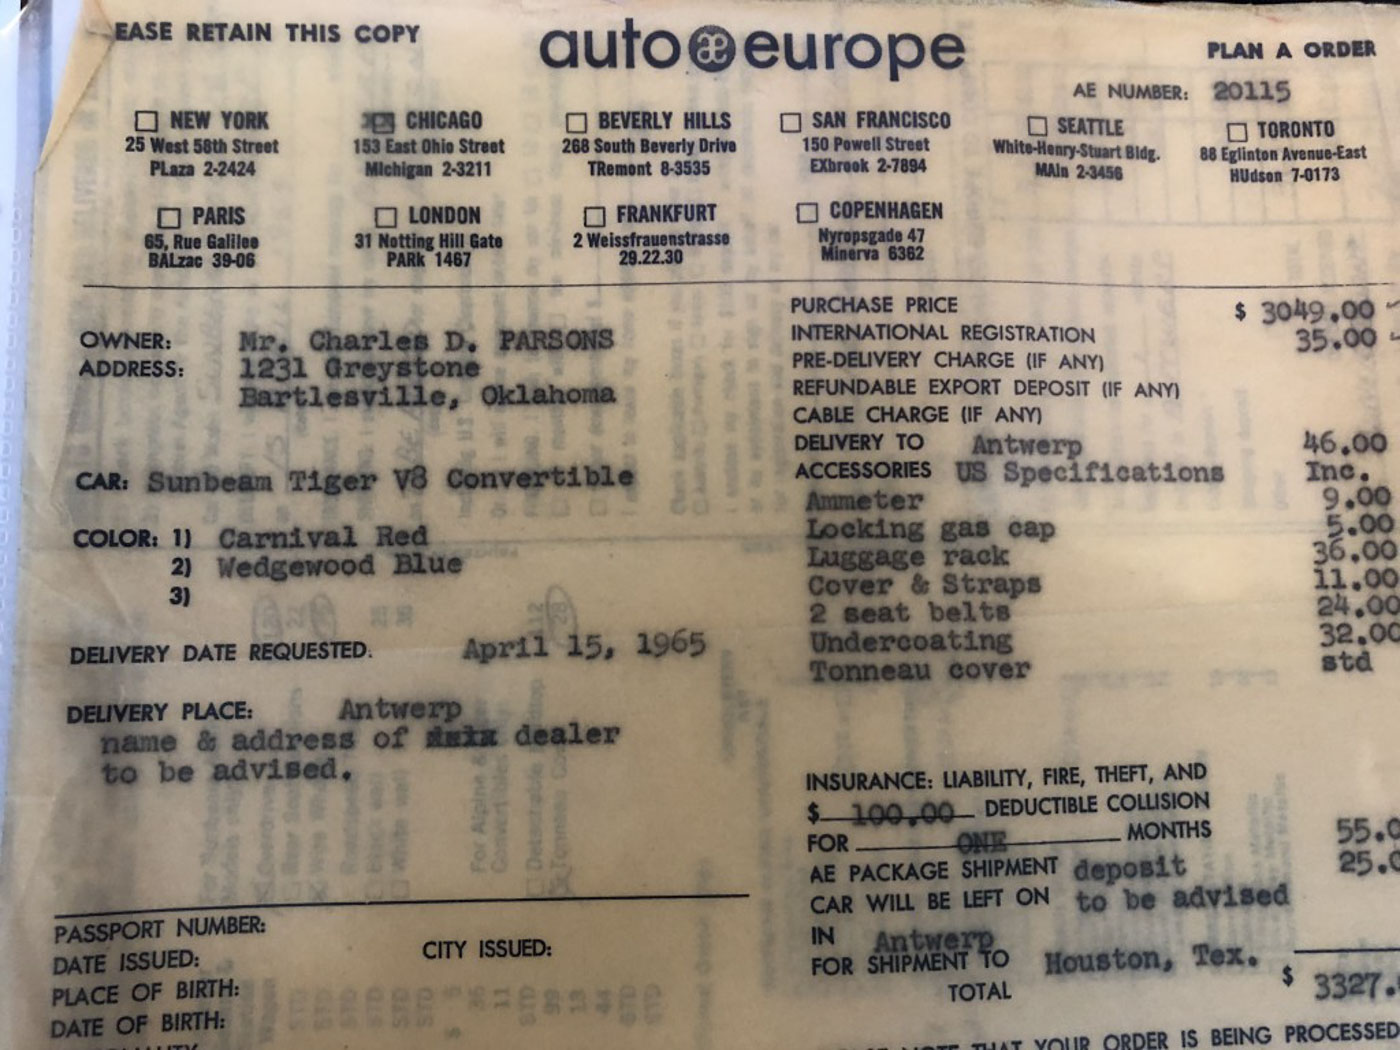 EASE RETAIN THIS COPY
auto æ europe
PLAN A ORDER
AE NUMBER: 20115
NEW YORK
25 West 58th Street
PLaza 2-2424
CHICAGO
153 East Ohio Street
Michigan 2-3211
BEVERLY HILLS
268 South Beverly Drive
TRemont 8-3535
SAN FRANCISCO
150 Powell Street
EXbrook 2-7894
SEATTLE
White-Henry-Stuart Bldg.
MAin 2-3456
TORONTO
88 Eglinton Avenue-East
HUdson 7-0173
PARIS
65, Rue Galilee
BALzac 39-06
LONDON
31 Notting Hill Gate
PARk 1467
FRANKFURT
2 Weissfrauenstrasse
29.22.30
COPENHAGEN
Nyropsgade 47
Minerva 6362
OWNER: Mr. Charles D. PARSONS
ADDRESS: 1231 Greystone
Bartlesville, Oklahoma
CAR: Sunbeam Tiger V8 Convertible
COLOR: 1) Carnival Red
2) Wedgewood Blue
3)
DELIVERY DATE REQUESTED. April 15, 1965
DELIVERY PLACE: Antwerp
name & address of dealer
to be advised.
PASSPORT NUMBER:
DATE ISSUED: CITY ISSUED:
PLACE OF BIRTH:
DATE OF BIRTH:
PURCHASE PRICE $ 3049.00
INTERNATIONAL REGISTRATION 35.00
PRE-DELIVERY CHARGE (IF ANY)
REFUNDABLE EXPORT DEPOSIT (IF ANY)
CABLE CHARGE (IF ANY)
DELIVERY TO Antwerp 46.00
ACCESSORIES US Specifications Inc.
Ammeter 9.00
Locking gas cap 5.00
Luggage rack 36.00
Cover & Straps 11.00
2 seat belts 24.00
Undercoating 32.00
Tonneau cover std
INSURANCE: LIABILITY, FIRE, THEFT, AND
$ 100.00 DEDUCTIBLE COLLISION
FOR ONE MONTHS 55.0
AE PACKAGE SHIPMENT deposit 25.0
CAR WILL BE LEFT ON to be advised
IN Antwerp
FOR SHIPMENT TO Houston, Tex.
TOTAL $ 3327.
NOTE THAT YOUR ORDER IS BEING PROCESSED